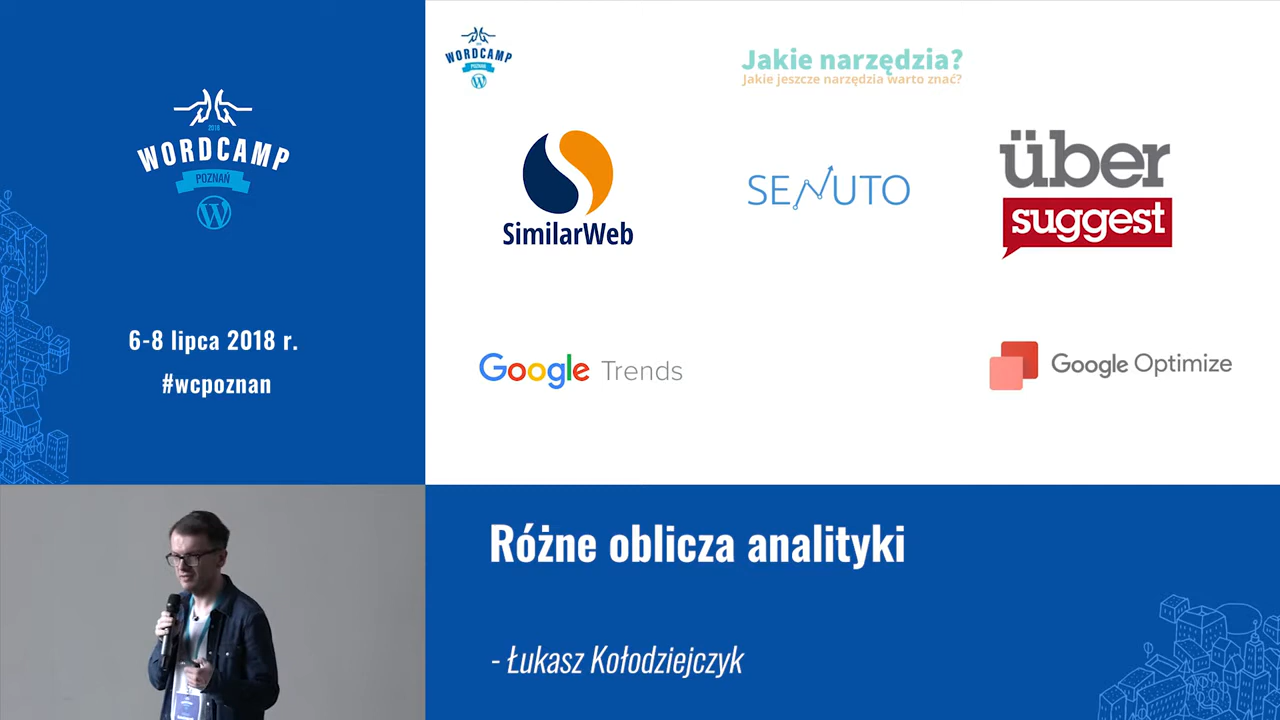 2018
WORDCAMP
POZNAŃ
6-8 lipca 2018 r.
#wcpoznan
WORDCAMP
POZNAŃ
Jakie narzędzia?
Jakie jeszcze narzędzia warto znać?
SimilarWeb
SENUTO
über
suggest
Google Trends
Google Optimize
Różne oblicza analityki
- Łukasz Kołodziejczyk